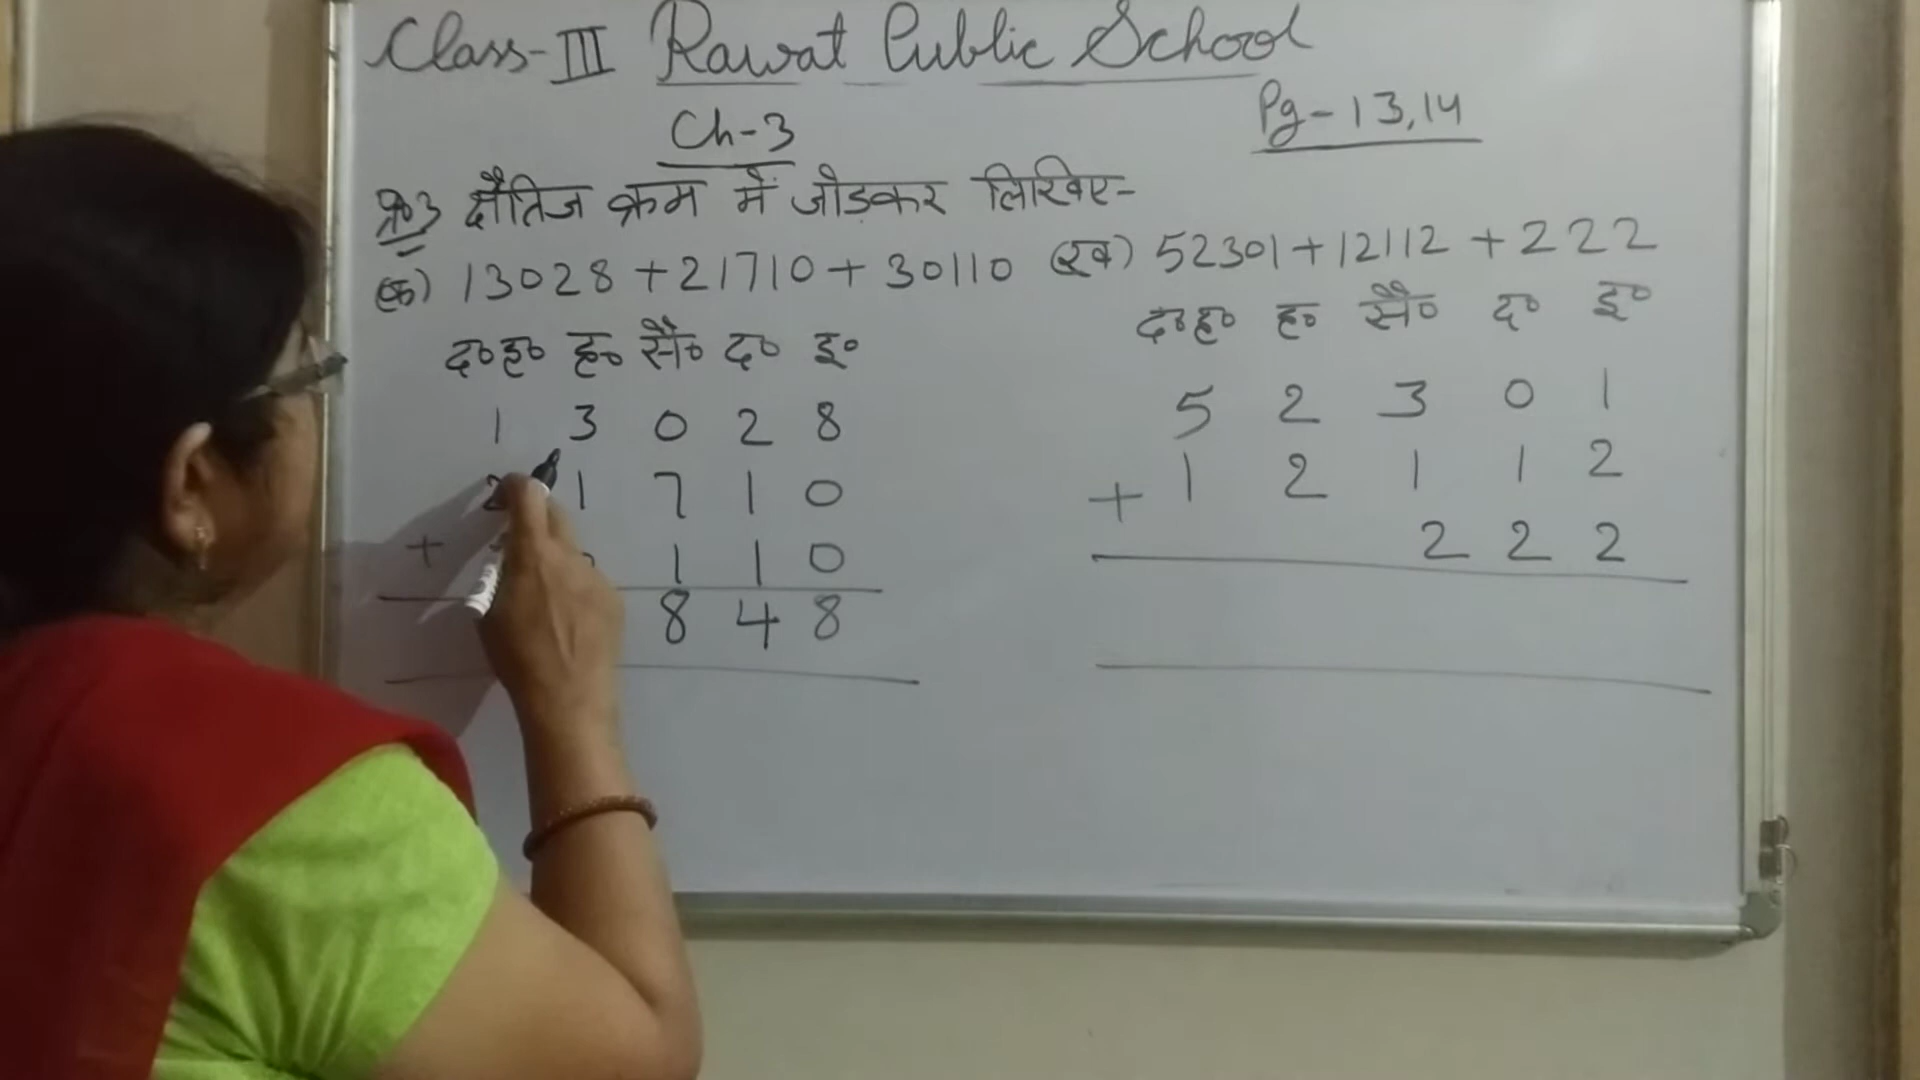 Class-III Rawat Public School
Ch-3
Pg-13,14
प्र०3 क्षैतिज क्रम में जोड़कर लिखिए-
(क) 13028 + 21710 + 30110
द०ह० ह० सै० द० इ०
1 3 0 2 8
2 1 7 1 0
+ 1 1 0
8 4 8
(ख) 52301 + 12112 + 222
द०ह० ह० सै० द० इ०
5 2 3 0 1
+ 1 2 1 1 2
2 2 2